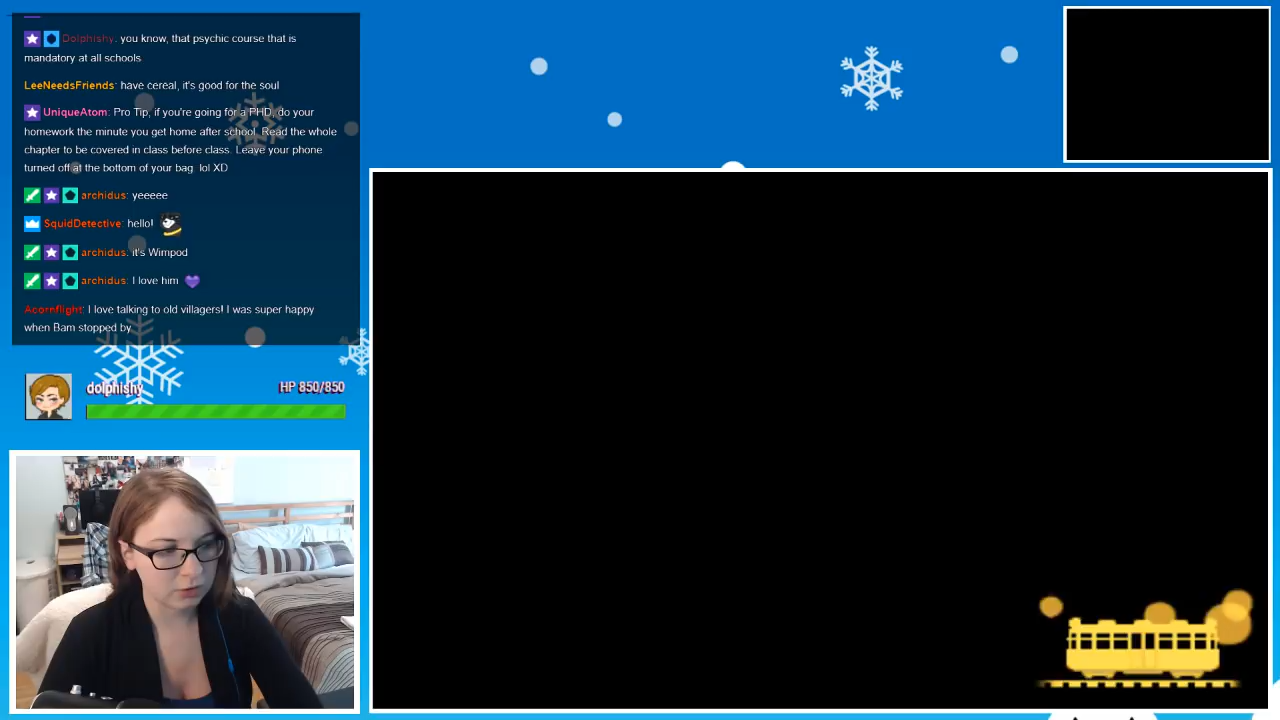 Dolphishy: you know, that psychic course that is
mandatory at all schools.
LeeNeedsFriends: have cereal, it's good for the soul
UniqueAtom: Pro Tip, if you're going for a PHD, do your
homework the minute you get home after school. Read the whole
chapter to be covered in class before class. Leave your phone
turned off at the bottom of your bag. lol XD
archidus: yeeeee
SquidDetective: hello!
archidus: it's Wimpod
archidus: I love him
Acornflight: I love talking to old villagers! I was super happy
when Bam stopped by
dolphishy HP 850/850